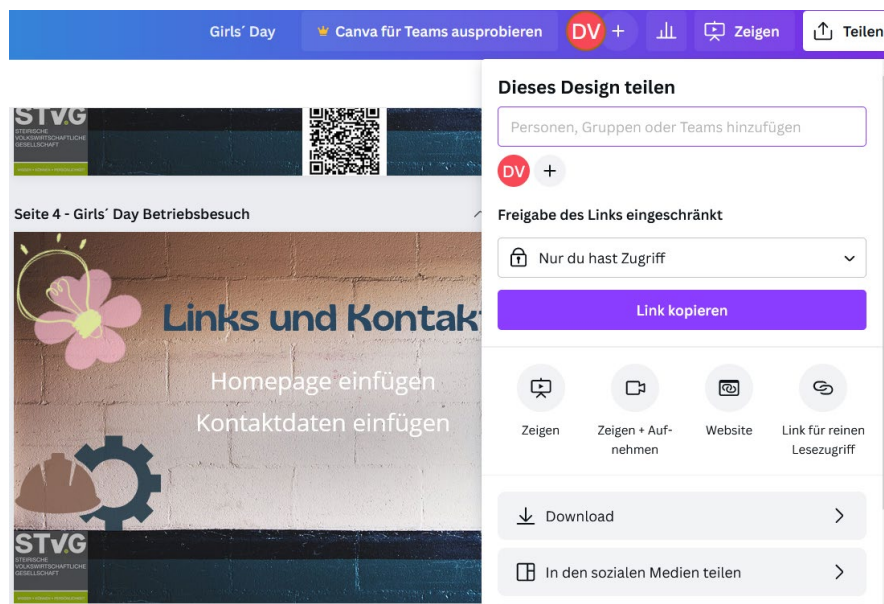 Girls´ Day
Canva für Teams ausprobieren
DV
+
Zeigen
Teilen
STVG
STEIRISCHE
VOLKSWIRTSCHAFTLICHE
GESELLSCHAFT
Seite 4 - Girls´ Day Betriebsbesuch
Links und Kontakt
Homepage einfügen
Kontaktdaten einfügen
STVG
STEIRISCHE
VOLKSWIRTSCHAFTLICHE
GESELLSCHAFT
Dieses Design teilen
Personen, Gruppen oder Teams hinzufügen
DV
+
Freigabe des Links eingeschränkt
Nur du hast Zugriff
Link kopieren
Zeigen
Zeigen + Auf-
nehmen
Website
Link für reinen
Lesezugriff
Download
In den sozialen Medien teilen